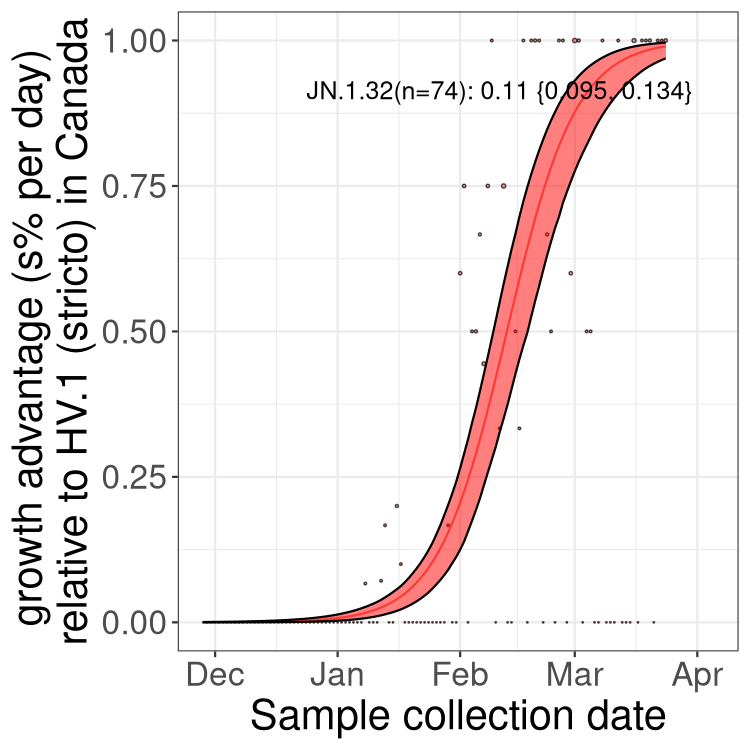 growth advantage (s% per day)
relative to HV.1 (stricto) in Canada
1.00
0.75
0.50
0.25
0.00
JN.1.32(n=74): 0.11 {0.095, 0.134}
Dec Jan Feb Mar Apr
Sample collection date